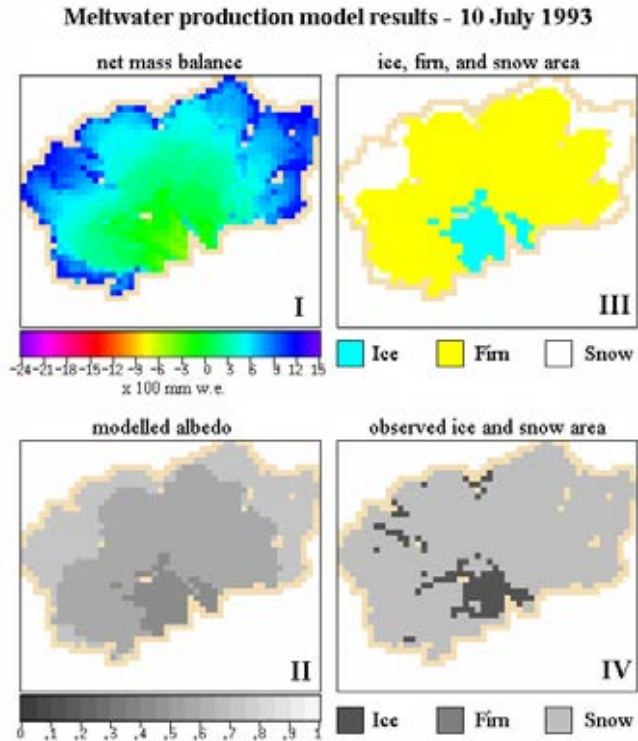 Meltwater production model results - 10 July 1993
net mass balance
I
-24 -21 -18 -15 -12 -9 -6 -3 0 3 6 9 12 15
x 100 mm w.e.
ice, firn, and snow area
III
Ice Firn Snow
modelled albedo
II
0 .1 .2 .3 .4 .5 .6 .7 .8 .9 1
observed ice and snow area
IV
Ice Firn Snow